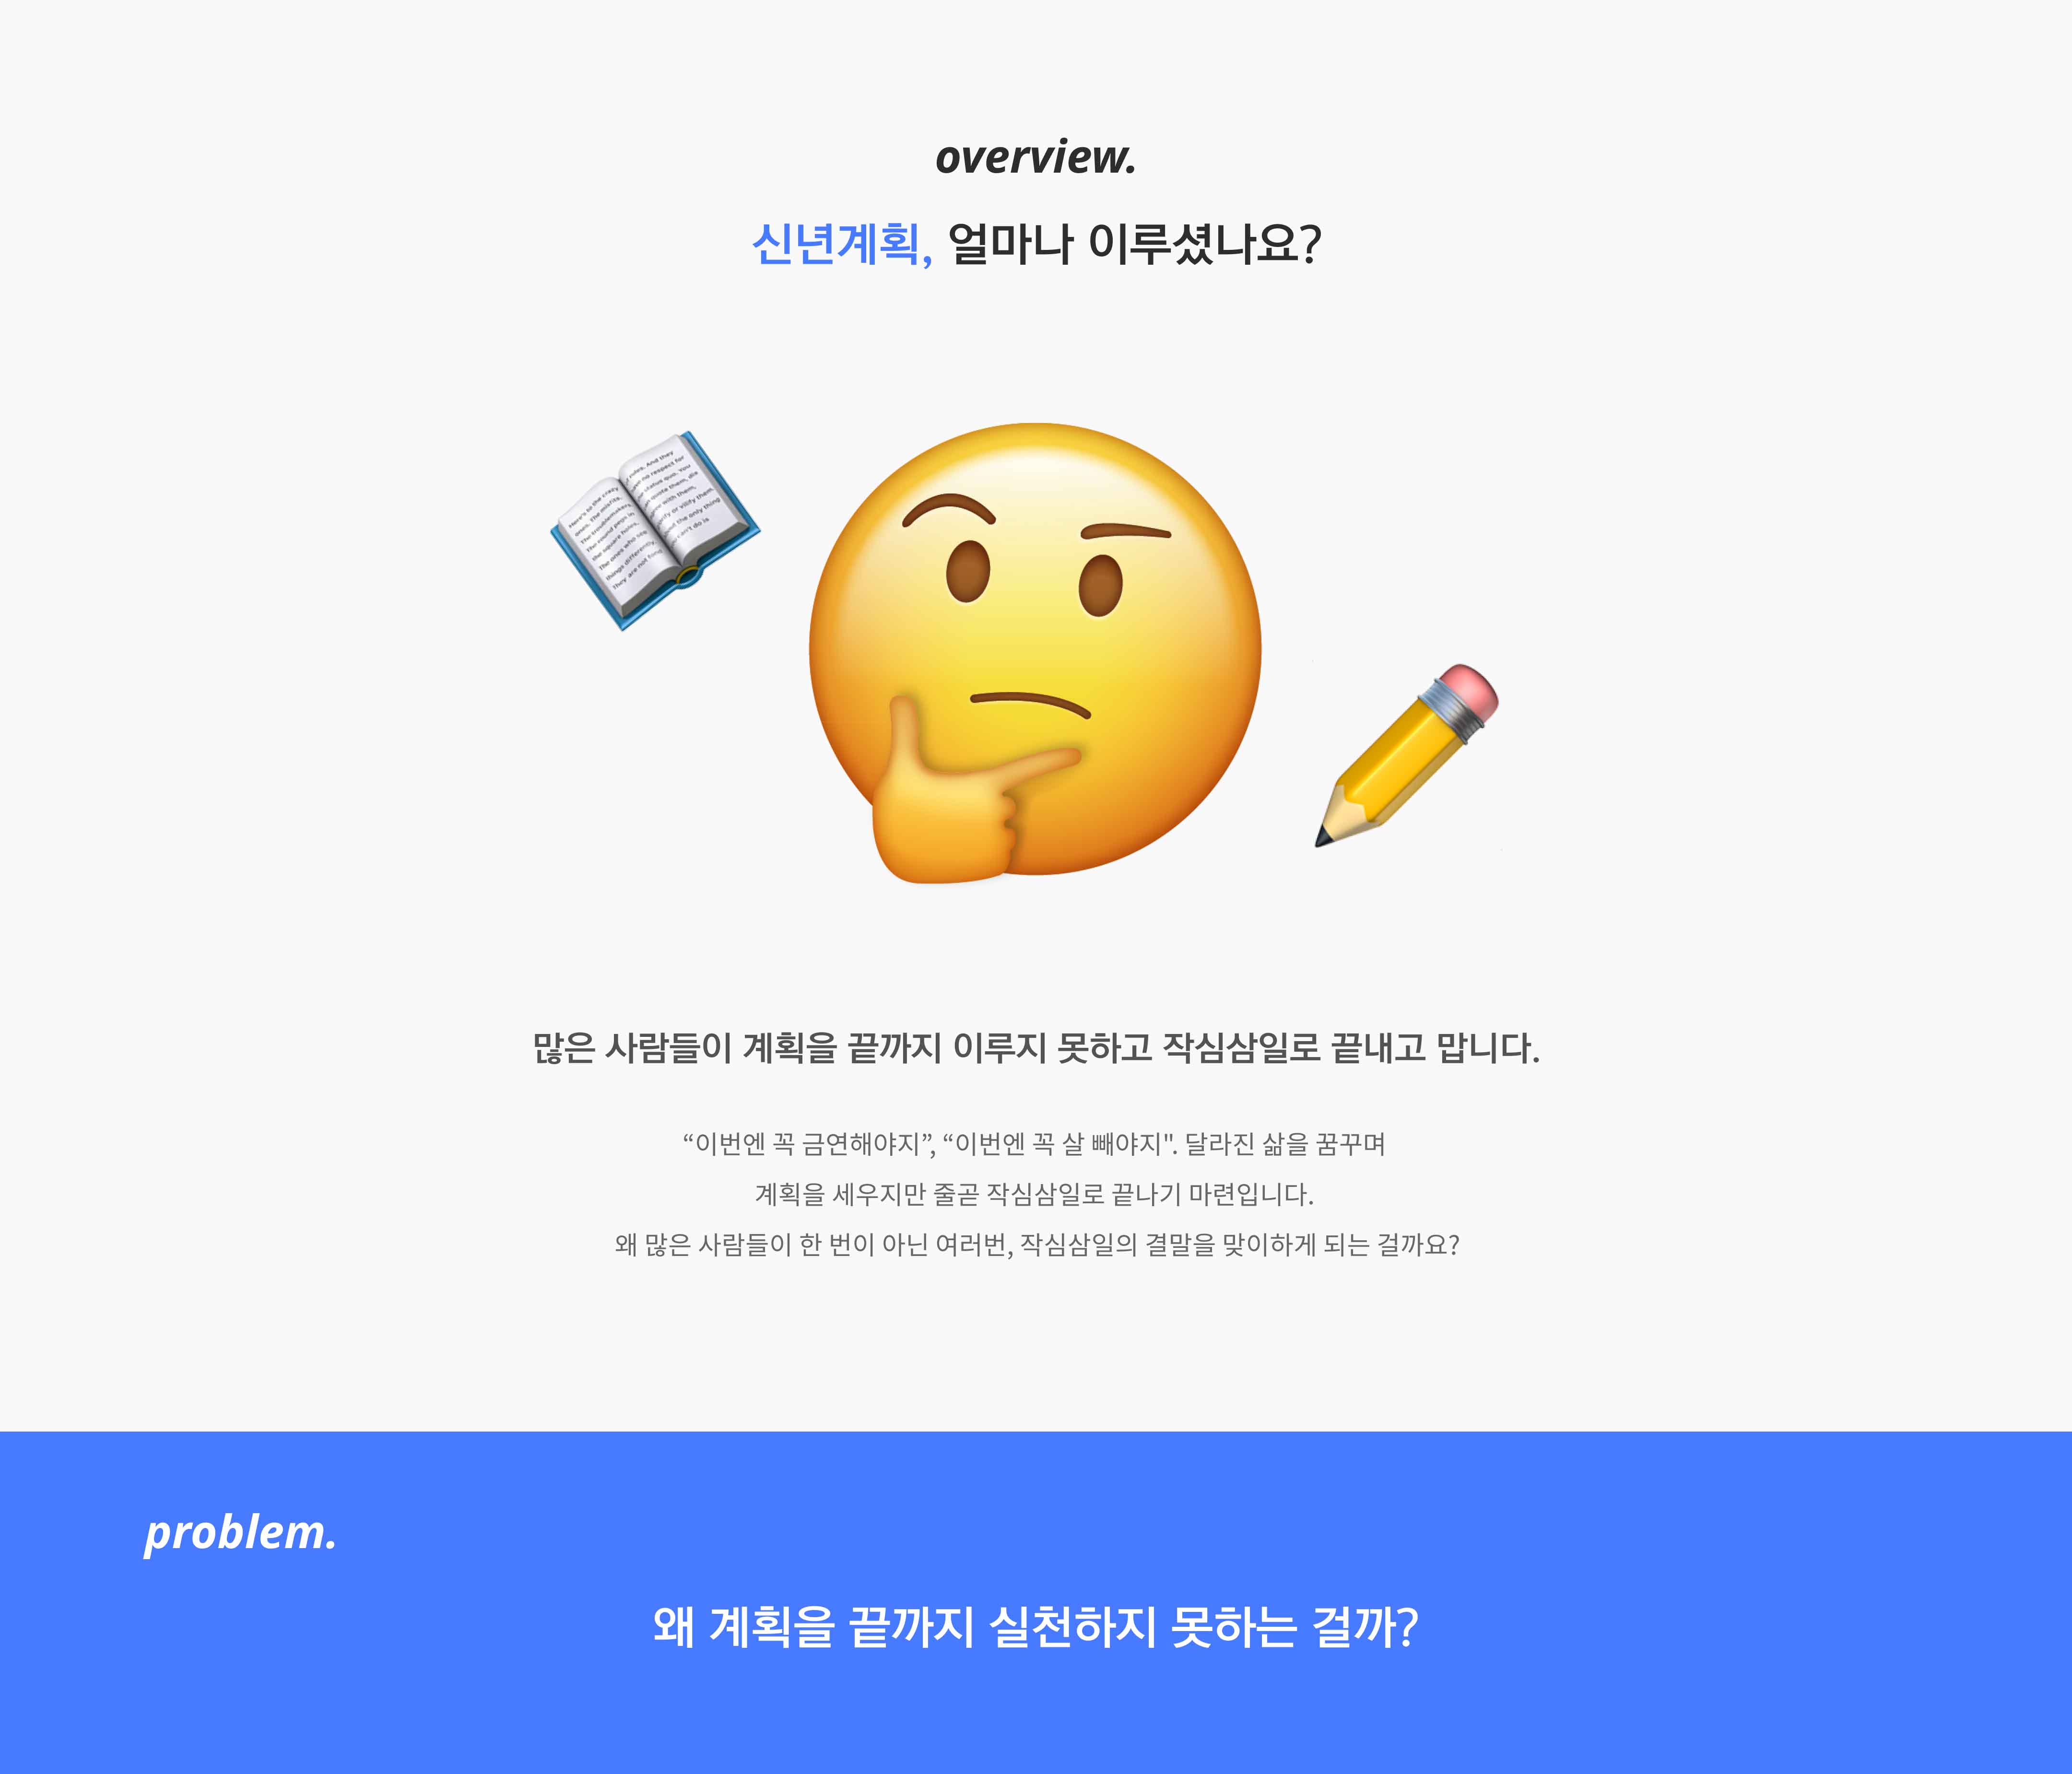 overview.
신년계획, 얼마나 이루셨나요?
많은 사람들이 계획을 끝까지 이루지 못하고 작심삼일로 끝내고 맙니다.
“이번엔 꼭 금연해야지”, “이번엔 꼭 살 빼야지". 달라진 삶을 꿈꾸며
계획을 세우지만 줄곧 작심삼일로 끝나기 마련입니다.
왜 많은 사람들이 한 번이 아닌 여러번, 작심삼일의 결말을 맞이하게 되는 걸까요?
problem.
왜 계획을 끝까지 실천하지 못하는 걸까?